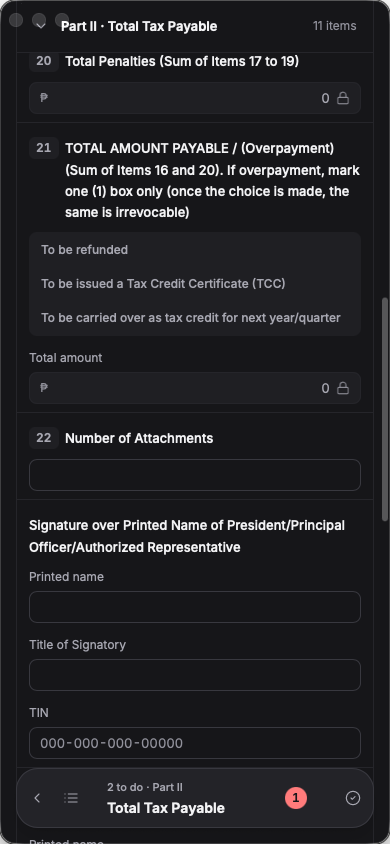 Part II · Total Tax Payable
11 items
20 Total Penalties (Sum of Items 17 to 19)
₱ 0
21 TOTAL AMOUNT PAYABLE / (Overpayment)
(Sum of Items 16 and 20). If overpayment, mark
one (1) box only (once the choice is made, the
same is irrevocable)
To be refunded
To be issued a Tax Credit Certificate (TCC)
To be carried over as tax credit for next year/quarter
Total amount
₱ 0
22 Number of Attachments
Signature over Printed Name of President/Principal
Officer/Authorized Representative
Printed name
Title of Signatory
TIN
000-000-000-00000
2 to do · Part II
Total Tax Payable
1
Printed name